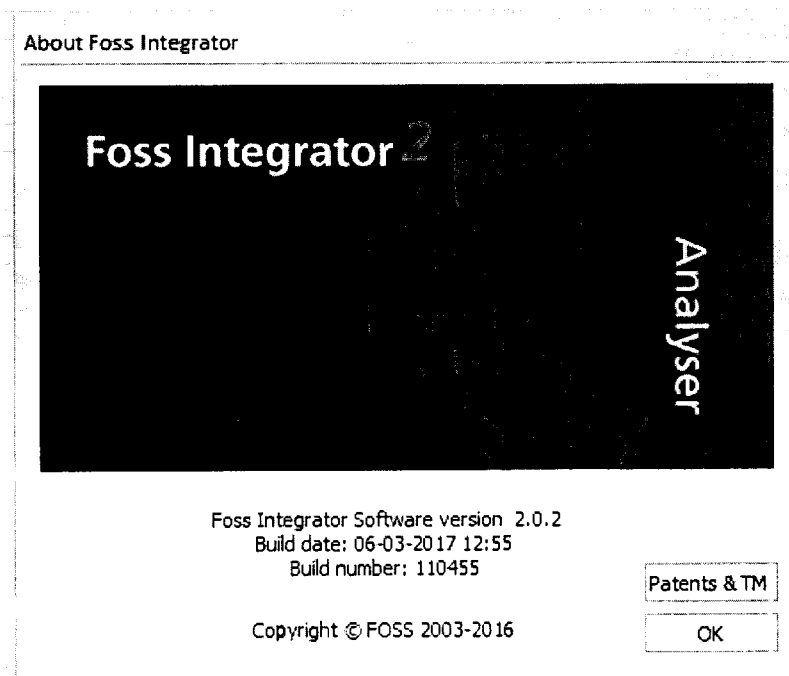 About Foss Integrator
Foss Integrator 2
Analyser
Foss Integrator Software version 2.0.2
Build date: 06-03-2017 12:55
Build number: 110455
Patents & TM
Copyright © FOSS 2003-2016
OK